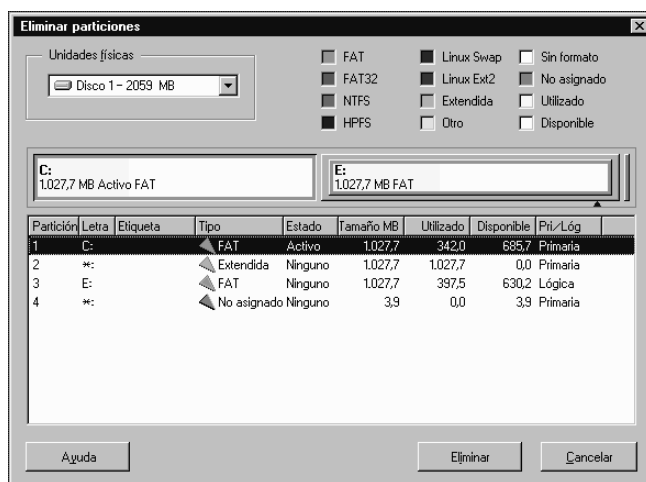 Eliminar particiones
Unidades físicas
Disco 1 - 2059 MB
FAT
FAT32
NTFS
HPFS
Linux Swap
Linux Ext2
Extendida
Otro
Sin formato
No asignado
Utilizado
Disponible
C:
1.027,7 MB Activo FAT
E:
1.027,7 MB FAT
Partición Letra Etiqueta Tipo Estado Tamaño MB Utilizado Disponible Pri/Lóg
1 C: FAT Activo 1.027,7 342,0 685,7 Primaria
2 *: Extendida Ninguno 1.027,7 1.027,7 0,0 Primaria
3 E: FAT Ninguno 1.027,7 397,5 630,2 Lógica
4 *: No asignado Ninguno 3,9 0,0 3,9 Primaria
Ayuda
Eliminar
Cancelar